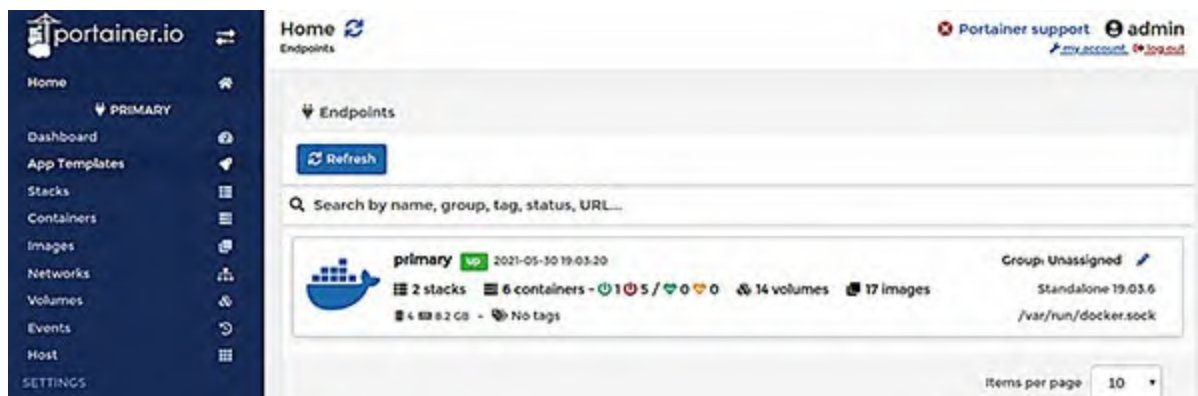 portainer.io
Home
PRIMARY
Dashboard
App Templates
Stacks
Containers
Images
Networks
Volumes
Events
Host
SETTINGS
Home
Endpoints
Portainer support admin
my account log out
Endpoints
Refresh
Search by name, group, tag, status, URL...
primary up 2021-05-30 19:03:20 Group: Unassigned
2 stacks 6 containers - 1 5 / 0 0 14 volumes 17 images Standalone 19.03.6
4 8.2 GB - No tags /var/run/docker.sock
Items per page 10